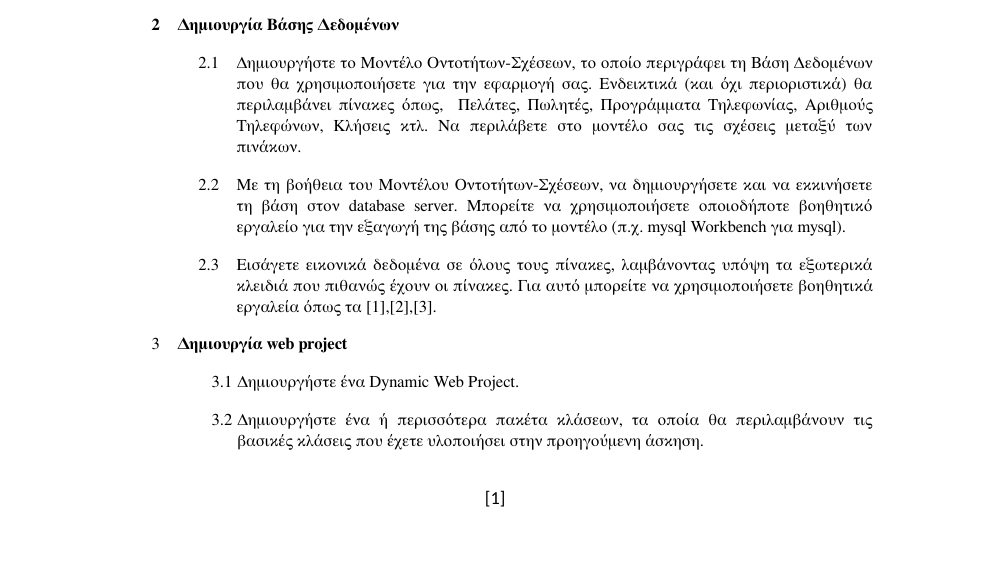 2 Δημιουργία Βάσης Δεδομένων
2.1 Δημιουργήστε το Μοντέλο Οντοτήτων-Σχέσεων, το οποίο περιγράφει τη Βάση Δεδομένων
που θα χρησιμοποιήσετε για την εφαρμογή σας. Ενδεικτικά (και όχι περιοριστικά) θα
περιλαμβάνει πίνακες όπως, Πελάτες, Πωλητές, Προγράμματα Τηλεφωνίας, Αριθμούς
Τηλεφώνων, Κλήσεις κτλ. Να περιλάβετε στο μοντέλο σας τις σχέσεις μεταξύ των
πινάκων.
2.2 Με τη βοήθεια του Μοντέλου Οντοτήτων-Σχέσεων, να δημιουργήσετε και να εκκινήσετε
τη βάση στον database server. Μπορείτε να χρησιμοποιήσετε οποιοδήποτε βοηθητικό
εργαλείο για την εξαγωγή της βάσης από το μοντέλο (π.χ. mysql Workbench για mysql).
2.3 Εισάγετε εικονικά δεδομένα σε όλους τους πίνακες, λαμβάνοντας υπόψη τα εξωτερικά
κλειδιά που πιθανώς έχουν οι πίνακες. Για αυτό μπορείτε να χρησιμοποιήσετε βοηθητικά
εργαλεία όπως τα [1],[2],[3].
3 Δημιουργία web project
3.1 Δημιουργήστε ένα Dynamic Web Project.
3.2 Δημιουργήστε ένα ή περισσότερα πακέτα κλάσεων, τα οποία θα περιλαμβάνουν τις
βασικές κλάσεις που έχετε υλοποιήσει στην προηγούμενη άσκηση.
[1]